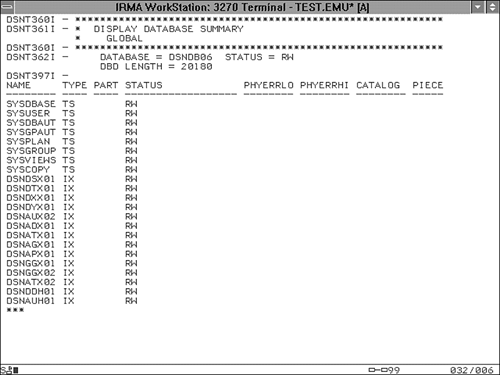 IRMA WorkStation: 3270 Terminal - TEST.EMU* [A]
DSNT360I - ***********************************************
DSNT361I - *  DISPLAY DATABASE SUMMARY
*    GLOBAL
DSNT360I - ***********************************************
DSNT362I -     DATABASE = DSNDB06  STATUS = RW
DBD LENGTH = 20180
DSNT397I -
NAME     TYPE PART STATUS             PHYERRLO PHYERRHI CATALOG  PIECE
-------- ---- ---- ------------------ -------- -------- -------- -----
SYSDBASE TS        RW
SYSUSER  TS        RW
SYSDBAUT TS        RW
SYSGPAUT TS        RW
SYSPLAN  TS        RW
SYSGROUP TS        RW
SYSVIEWS TS        RW
SYSCOPY  TS        RW
DSNDSX01 IX        RW
DSNDTX01 IX        RW
DSNDXX01 IX        RW
DSNDYX01 IX        RW
DSNAUX02 IX        RW
DSNADX01 IX        RW
DSNATX01 IX        RW
DSNAGX01 IX        RW
DSNAPX01 IX        RW
DSNGGX01 IX        RW
DSNGGX02 IX        RW
DSNATX02 IX        RW
DSNDDH01 IX        RW
DSNAUH01 IX        RW
***
99 032/006